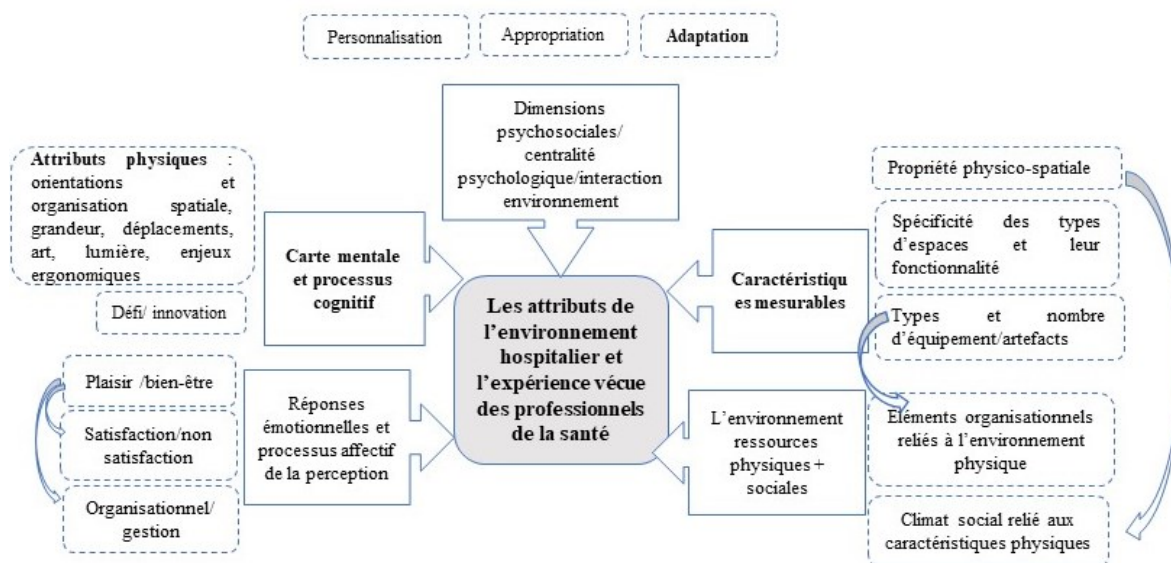 Personnalisation
Appropriation
Adaptation
Dimensions
psychosociales/
centralité
psychologique/interaction
environnement
Attributs physiques :
orientations et
organisation spatiale,
grandeur, déplacements,
art, lumière, enjeux
ergonomiques
Défi/ innovation
Carte mentale
et processus
cognitif
Plaisir /bien-être
Satisfaction/non
satisfaction
Organisationnel/
gestion
Réponses
émotionnelles et
processus affectif
de la perception
Les attributs de
l’environnement
hospitalier et
l’expérience vécue
des professionnels
de la santé
Caractéristiqu
es mesurables
L’environnement
ressources
physiques +
sociales
Propriété physico-spatiale
Spécificité des types
d’espaces et leur
fonctionnalité
Types et nombre
d’équipement/artefacts
Eléments organisationnels
reliés à l’environnement
physique
Climat social relié aux
caractéristiques physiques